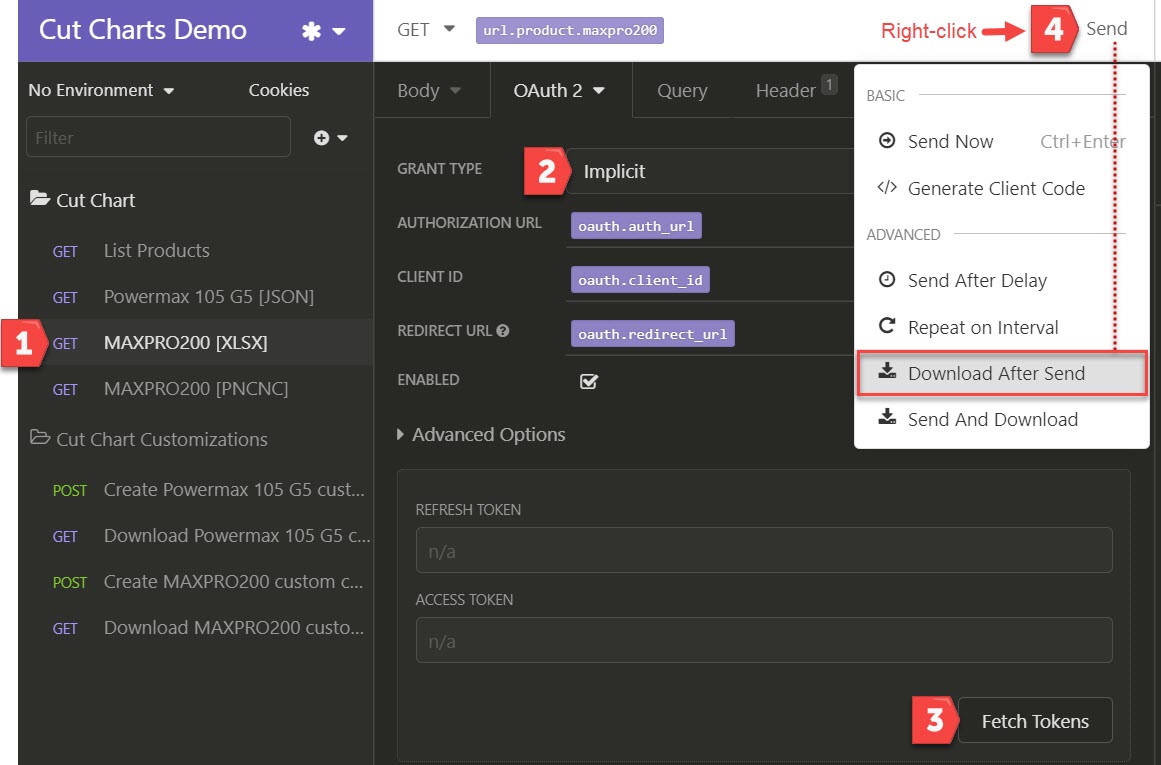 Cut Charts Demo
GET url.product.maxpro200
Right-click 4 Send
No Environment
Cookies
Filter
Cut Chart
GET List Products
GET Powermax 105 G5 [JSON]
1 GET MAXPRO200 [XLSX]
GET MAXPRO200 [PNCNC]
Cut Chart Customizations
POST Create Powermax 105 G5 cust...
GET Download Powermax 105 G5 c...
POST Create MAXPRO200 custom c...
GET Download MAXPRO200 custo...
Body OAuth 2 Query Header 1
GRANT TYPE 2 Implicit
AUTHORIZATION URL oauth.auth_url
CLIENT ID oauth.client_id
REDIRECT URL oauth.redirect_url
ENABLED
Advanced Options
REFRESH TOKEN
n/a
ACCESS TOKEN
n/a
3 Fetch Tokens
BASIC
Send Now Ctrl+Enter
</> Generate Client Code
ADVANCED
Send After Delay
Repeat on Interval
Download After Send
Send And Download